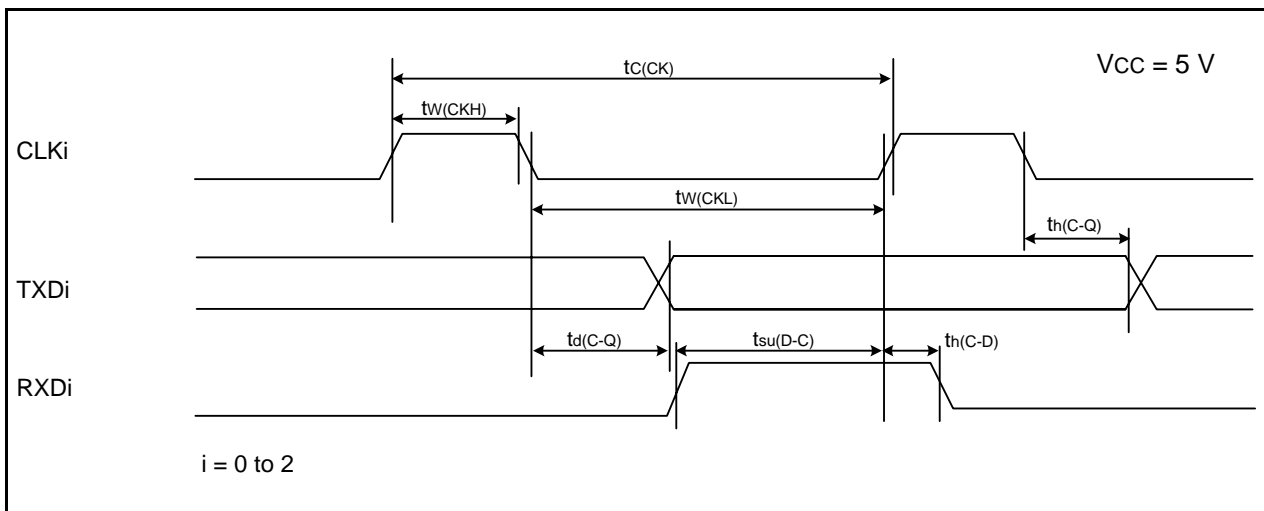 VCC = 5 V
tC(CK)
tW(CKH)
CLKi
tW(CKL)
th(C-Q)
TXDi
td(C-Q)
tsu(D-C)
th(C-D)
RXDi
i = 0 to 2